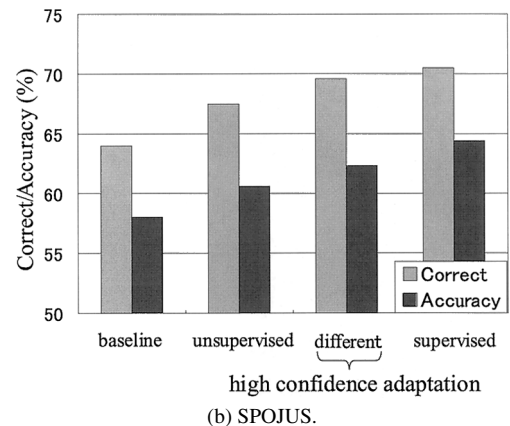 75
70
65
60
55
50
Correct/Accuracy (%)
Correct
Accuracy
baseline unsupervised different supervised
high confidence adaptation
(b) SPOJUS.